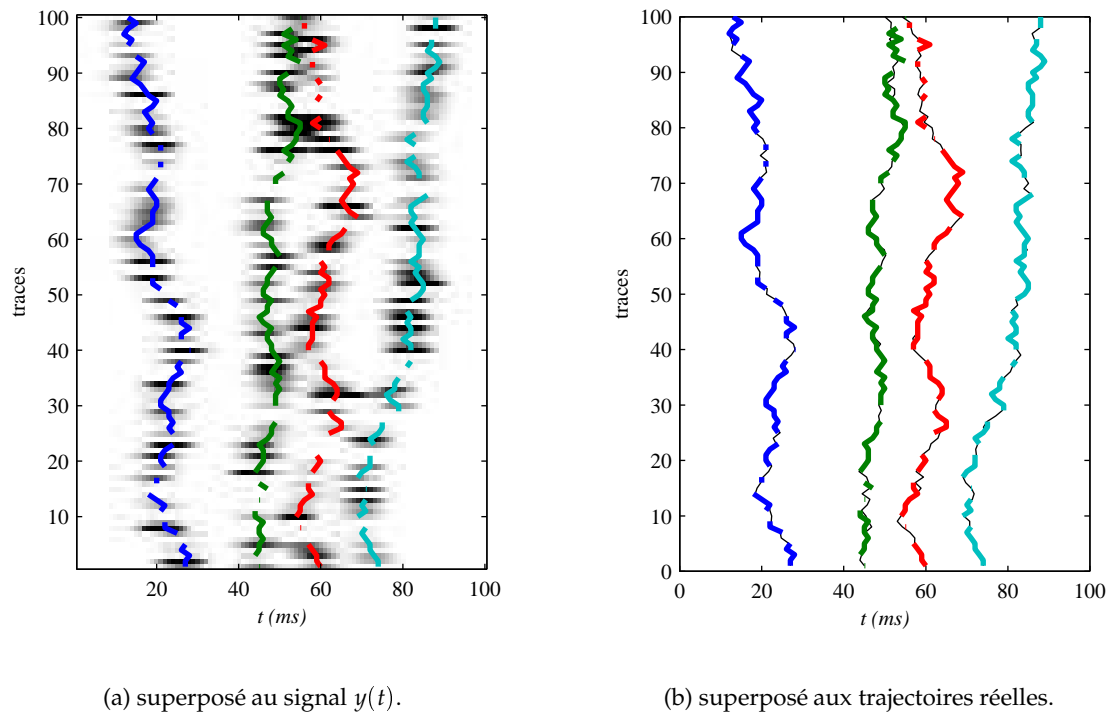 100
90
80
70
60
50
40
30
20
10
traces
20 40 60 80 100
t (ms)
(a) superposé au signal y(t).
100
90
80
70
60
50
40
30
20
10
0
traces
0 20 40 60 80 100
t (ms)
(b) superposé aux trajectoires réelles.